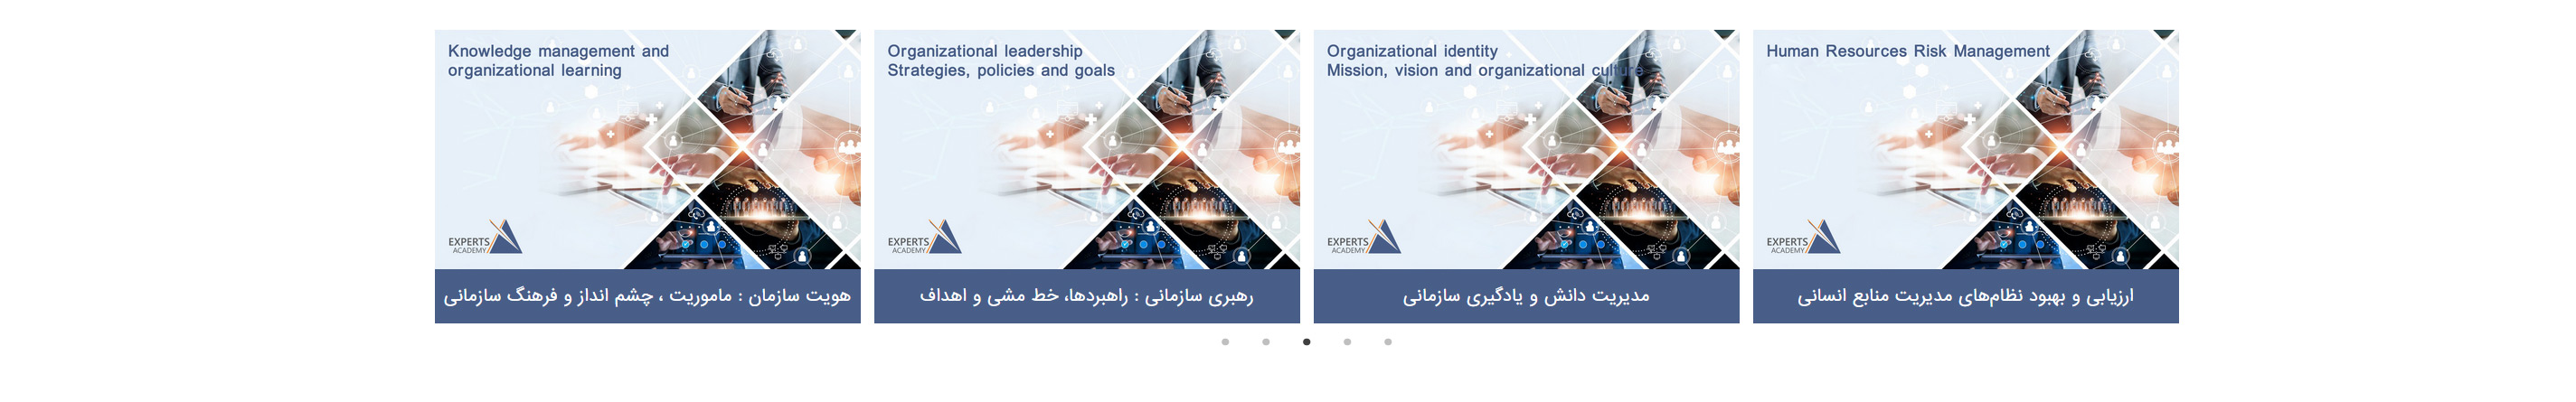 Knowledge management and
organizational learning
EXPERTS
ACADEMY
هویت سازمان : ماموریت ، چشم انداز و فرهنگ سازمانی
Organizational leadership
Strategies, policies and goals
EXPERTS
ACADEMY
رهبری سازمانی : راهبردها، خط مشی و اهداف
Organizational identity
Mission, vision and organizational culture
EXPERTS
ACADEMY
مدیریت دانش و یادگیری سازمانی
Human Resources Risk Management
EXPERTS
ACADEMY
ارزیابی و بهبود نظام‌های مدیریت منابع انسانی